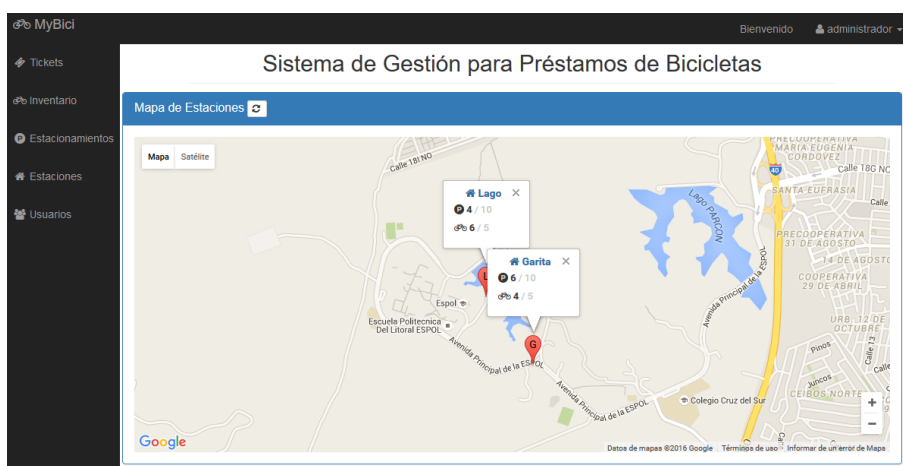 MyBici
Bienvenido
administrador
Tickets
Inventario
Estacionamientos
Estaciones
Usuarios
Sistema de Gestión para Préstamos de Bicicletas
Mapa de Estaciones
Mapa
Satélite
Calle 18I NO
Lago
P 4 / 10
6 / 5
Garita
P 6 / 10
4 / 5
L
G
Espol
Escuela Politecnica
Del Litoral ESPOL
Avenida Principal de la ESPOL
Avenida Principal de la ESPOL
Avenida Principal de la ESPOL
Lago PARCON
PRECOOPERATIVA
MARIA EUGENIA
CORDOVEZ
40
Calle 18G NO
SANTA EUFRASIA
Calle
PRECOOPERATIVA
31 DE AGOSTO
14 DE AGOSTO
COOPERATIVA
29 DE ABRIL
URB. 12 DE
OCTUBRE
Calle 13
Pinos
Calle
Juncos
CEIBOS NORTE
Colegio Cruz del Sur
+
−
Google
Datos de mapas ©2016 Google
Términos de uso
Informar de un error de Maps